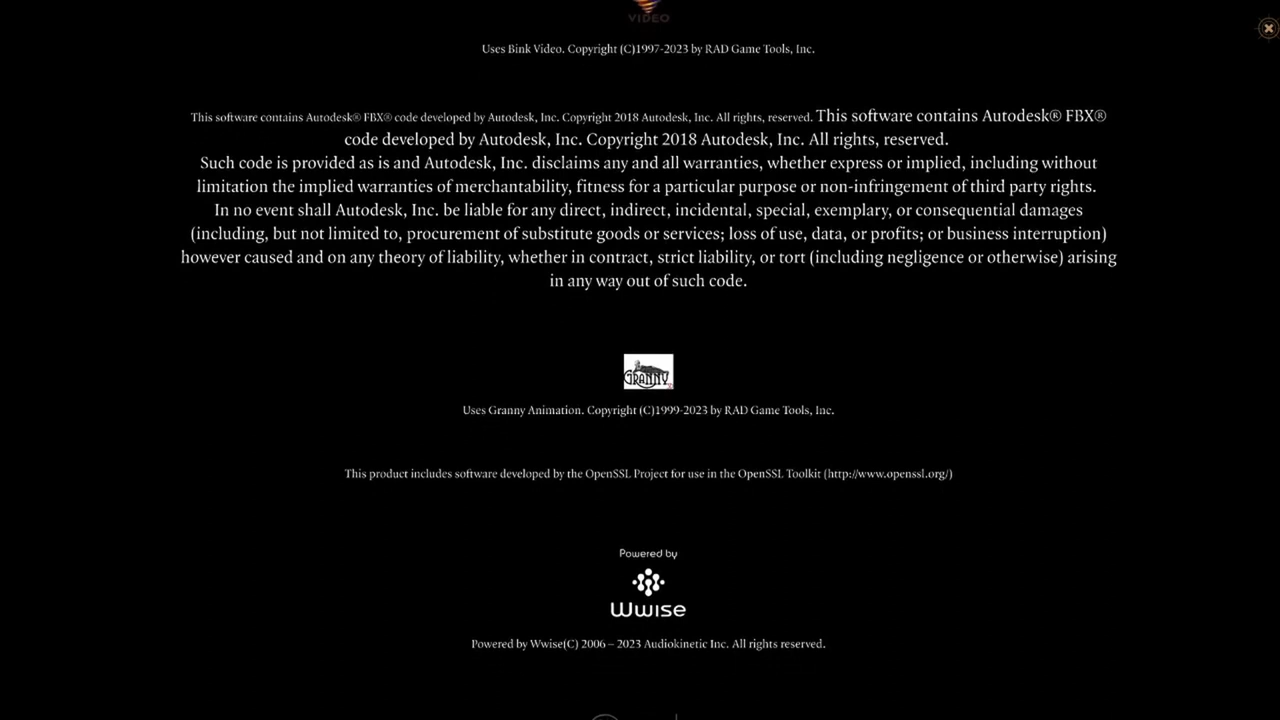 VIDEO
Uses Bink Video. Copyright (C)1997-2023 by RAD Game Tools, Inc.
This software contains Autodesk® FBX® code developed by Autodesk, Inc. Copyright 2018 Autodesk, Inc. All rights, reserved. This software contains Autodesk® FBX®
code developed by Autodesk, Inc. Copyright 2018 Autodesk, Inc. All rights, reserved.
Such code is provided as is and Autodesk, Inc. disclaims any and all warranties, whether express or implied, including without
limitation the implied warranties of merchantability, fitness for a particular purpose or non-infringement of third party rights.
In no event shall Autodesk, Inc. be liable for any direct, indirect, incidental, special, exemplary, or consequential damages
(including, but not limited to, procurement of substitute goods or services; loss of use, data, or profits; or business interruption)
however caused and on any theory of liability, whether in contract, strict liability, or tort (including negligence or otherwise) arising
in any way out of such code.
GRANNY
Uses Granny Animation. Copyright (C)1999-2023 by RAD Game Tools, Inc.
This product includes software developed by the OpenSSL Project for use in the OpenSSL Toolkit (http://www.openssl.org/)
Powered by
Wwise
Powered by Wwise(C) 2006 – 2023 Audiokinetic Inc. All rights reserved.